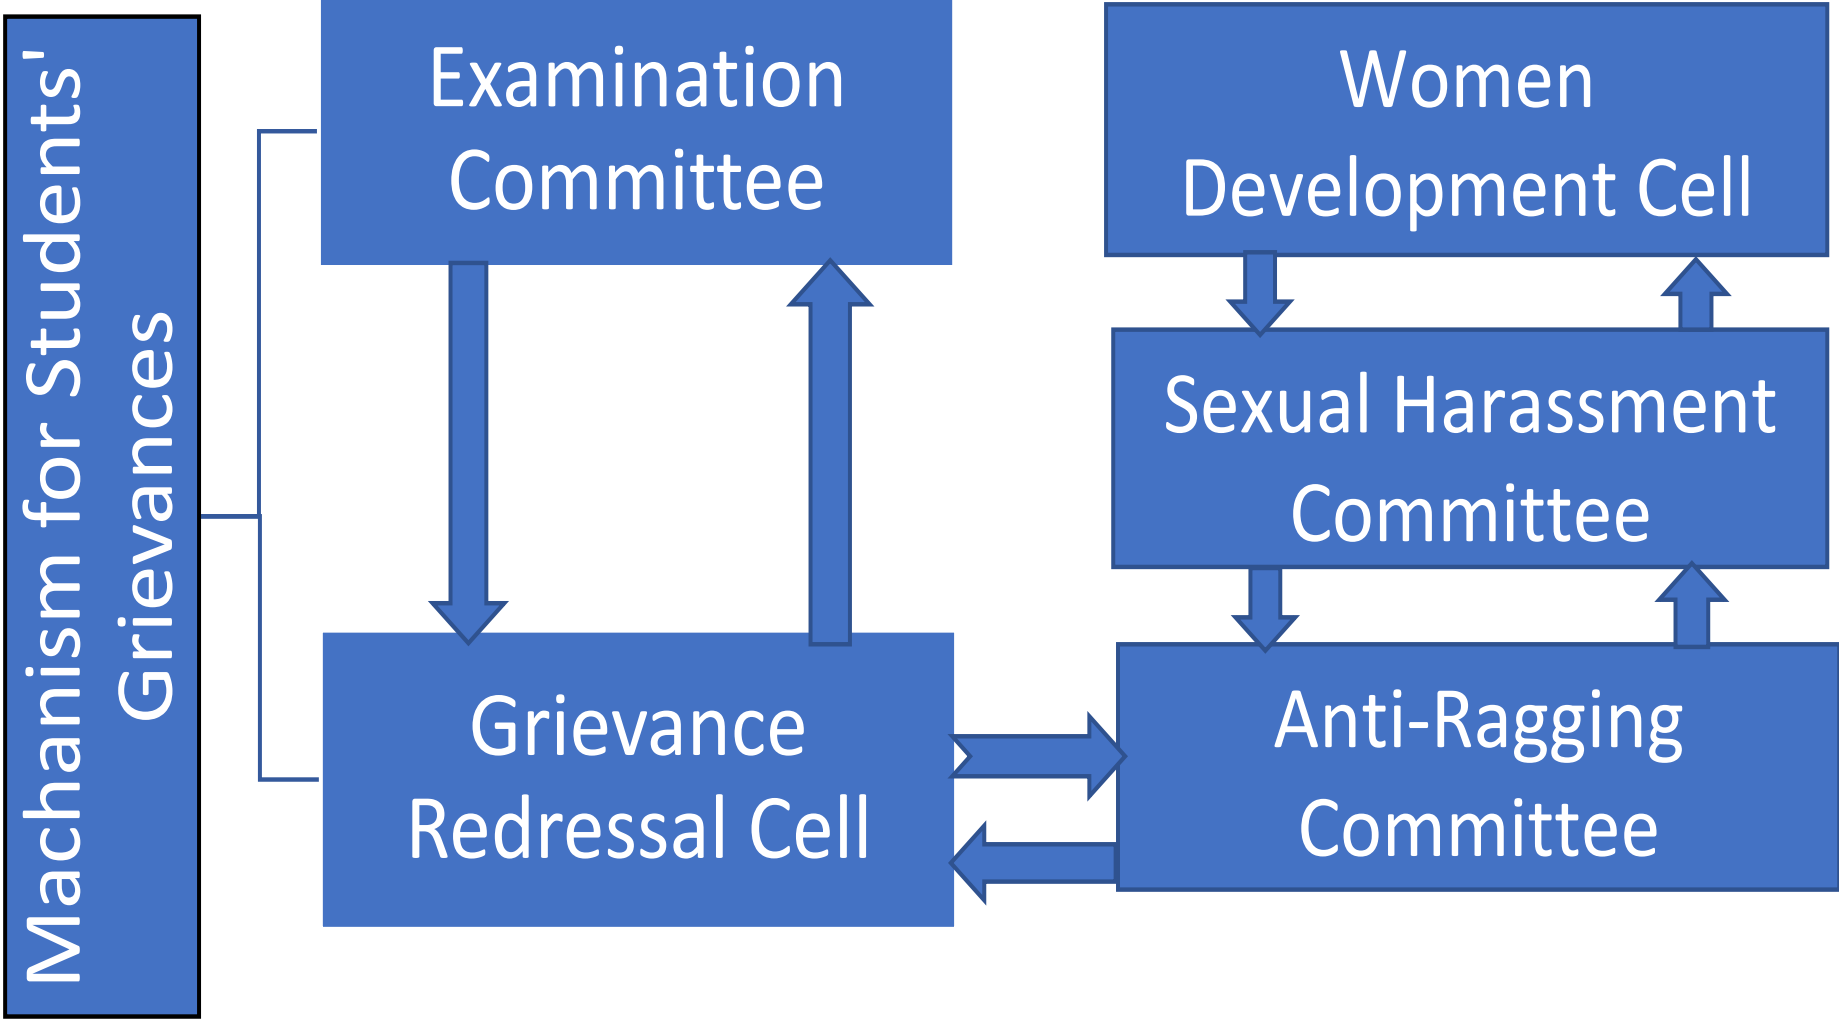 Machanism for Students'
Grievances
Examination
Committee
Grievance
Redressal Cell
Women
Development Cell
Sexual Harassment
Committee
Anti-Ragging
Committee